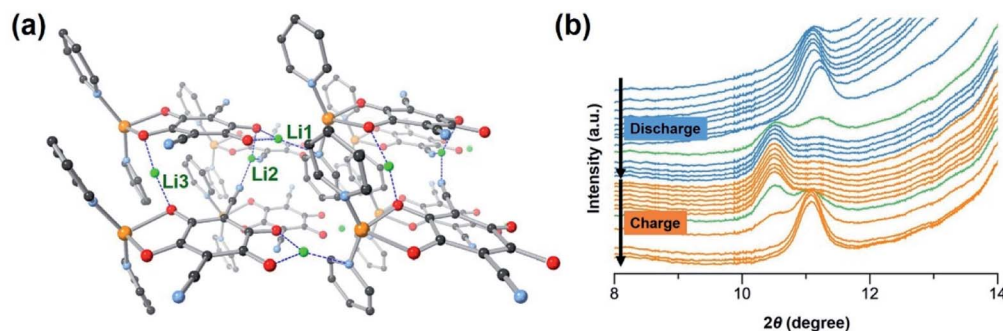 (a)
Li1
Li2
Li3
(b)
Intensity (a.u.)
Discharge
Charge
8 10 12 14
2θ (degree)